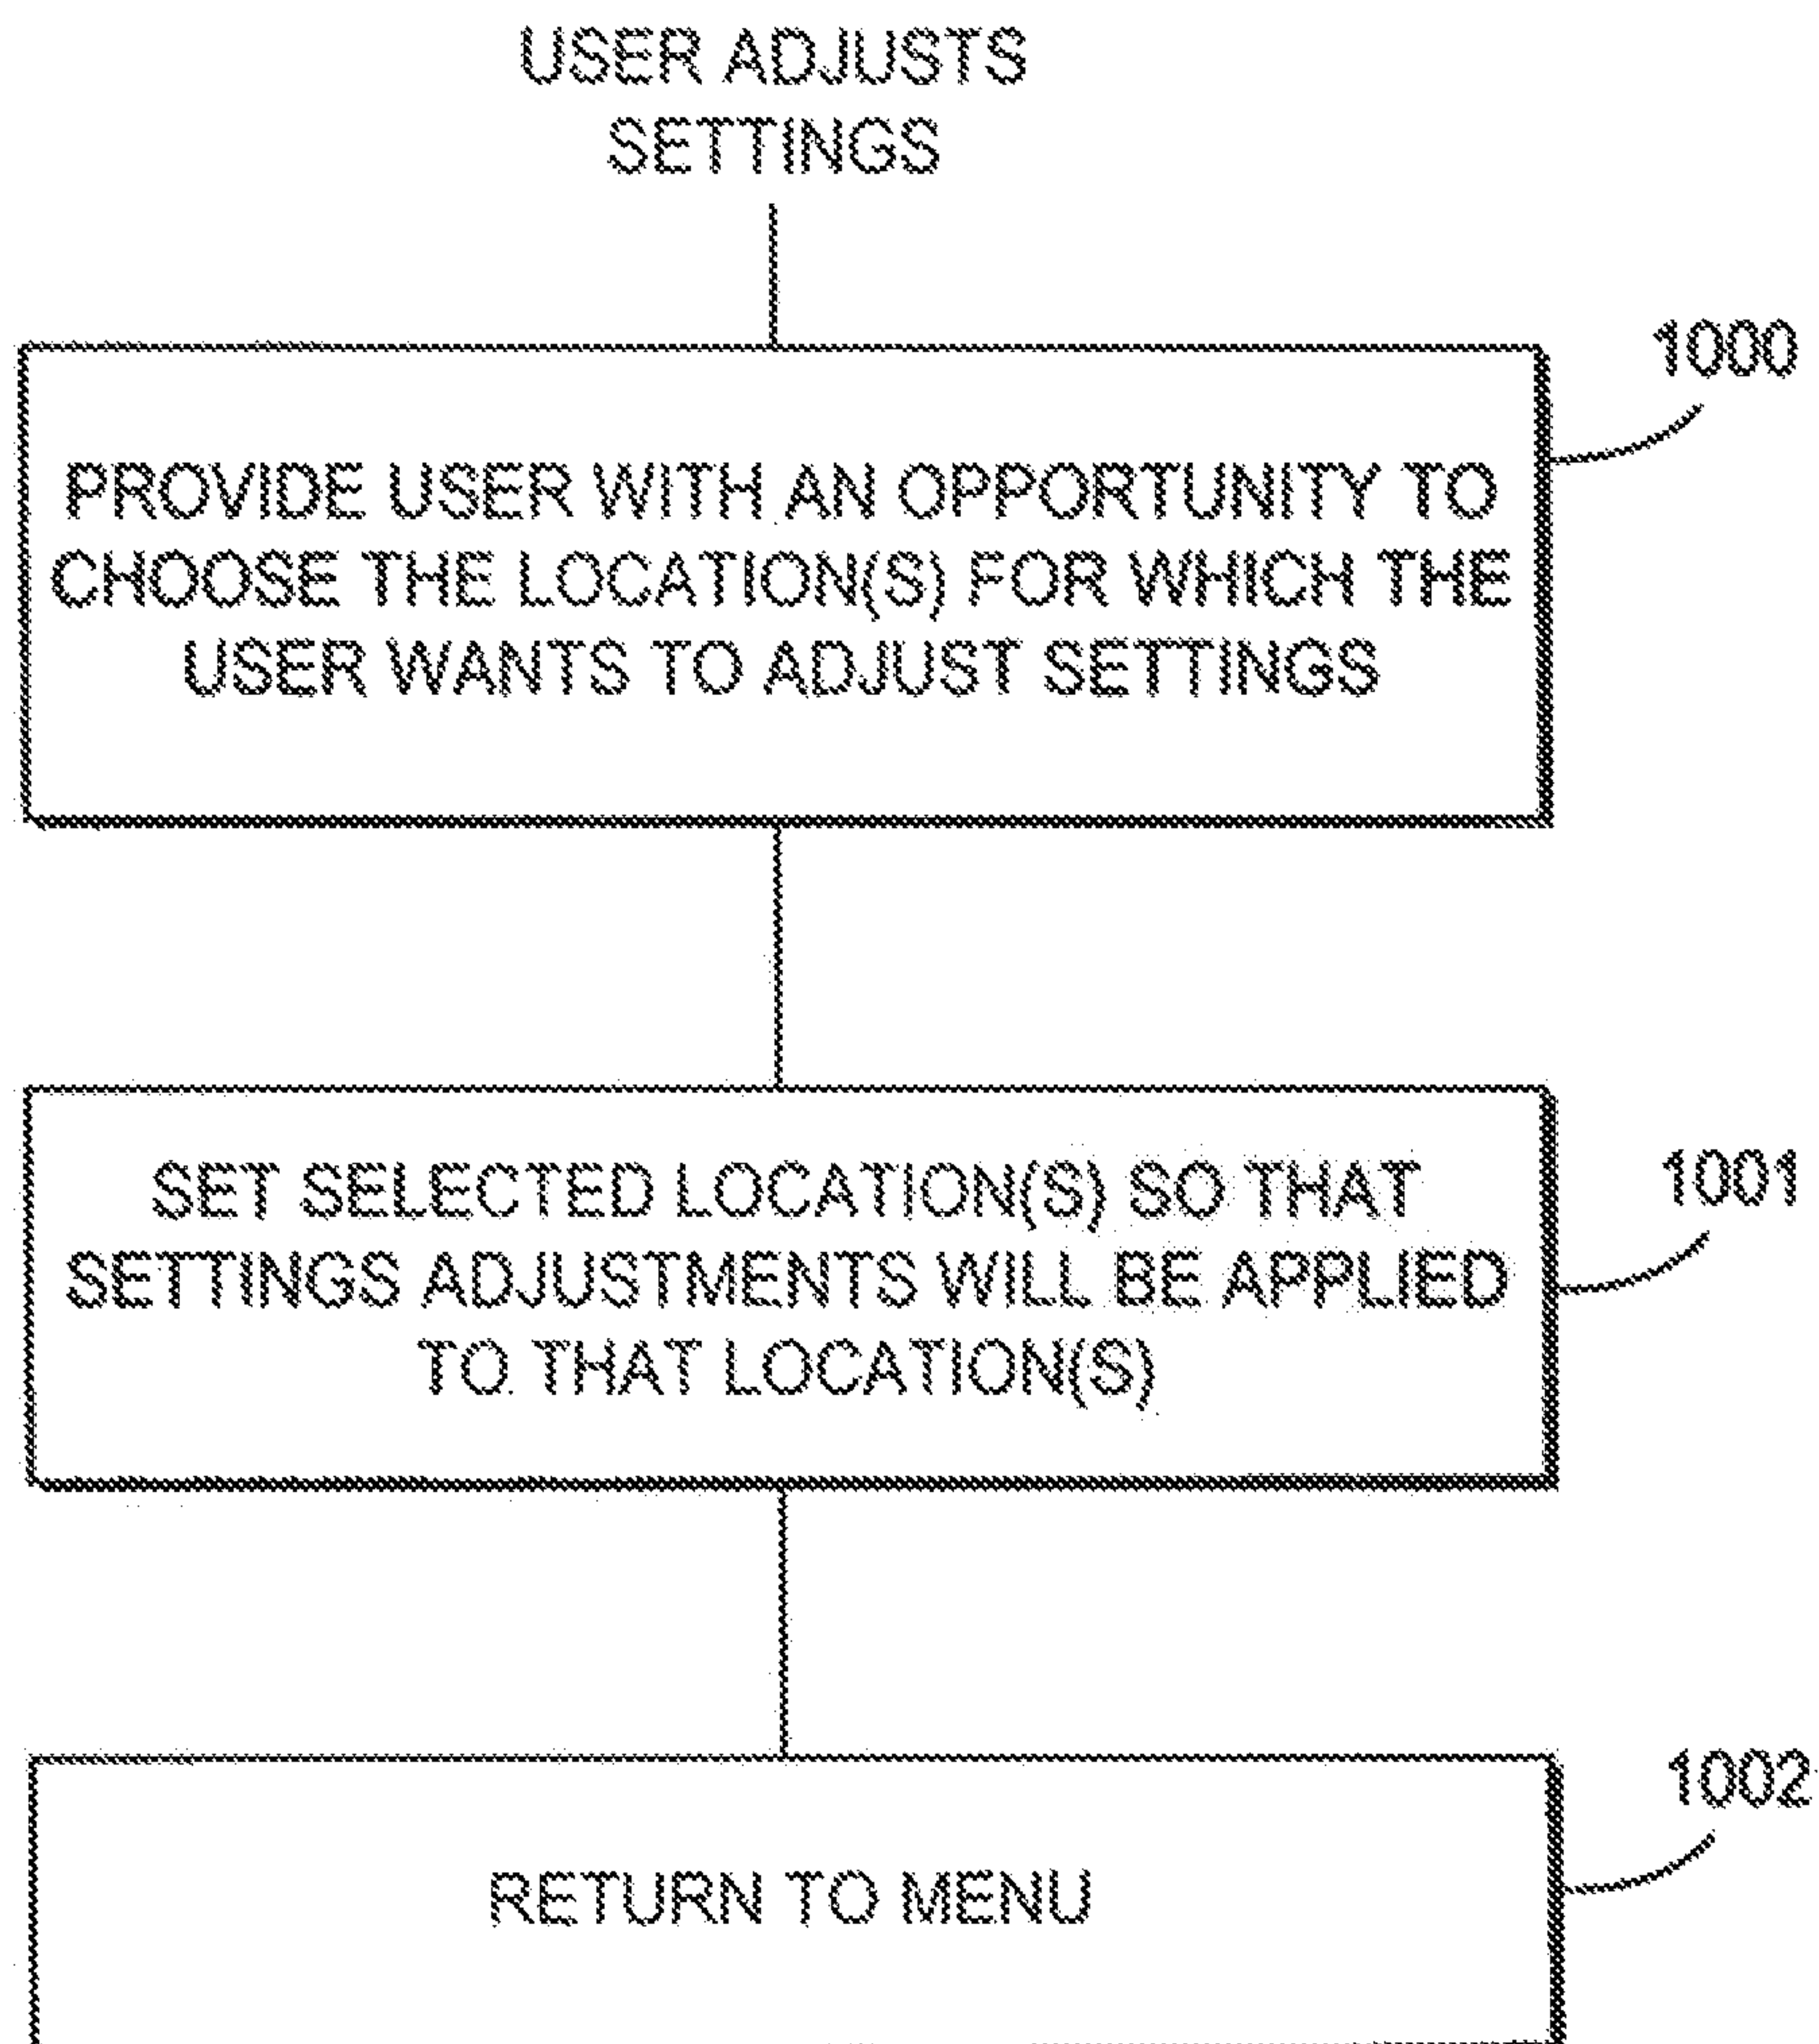 USER ADJUSTS
SETTINGS
1000
PROVIDE USER WITH AN OPPORTUNITY TO
CHOOSE THE LOCATION(S) FOR WHICH THE
USER WANTS TO ADJUST SETTINGS
1001
SET SELECTED LOCATION(S) SO THAT
SETTINGS ADJUSTMENTS WILL BE APPLIED
TO THAT LOCATION(S)
1002
RETURN TO MENU